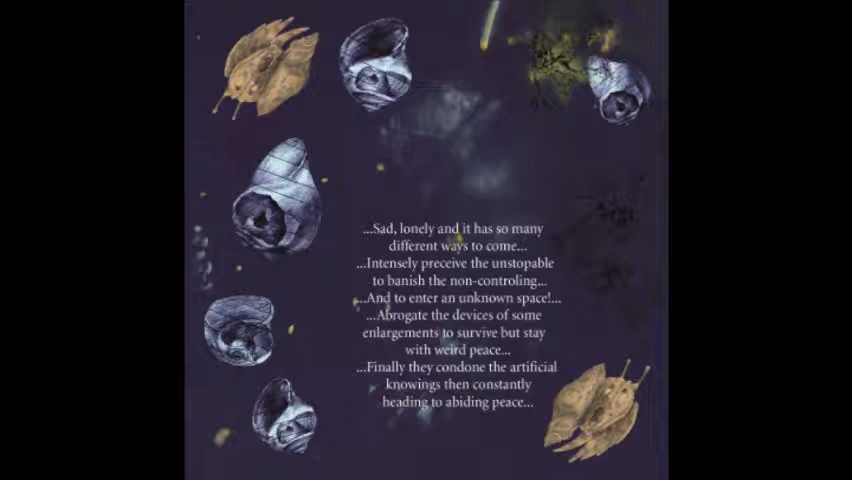 ...Sad, lonely and it has so many
different ways to come...
...Intensely preceive the unstopable
to banish the non-controling...
...And to enter an unknown space!...
...Abrogate the devices of some
enlargements to survive but stay
with weird peace...
...Finally they condone the artificial
knowings then constantly
heading to abiding peace...